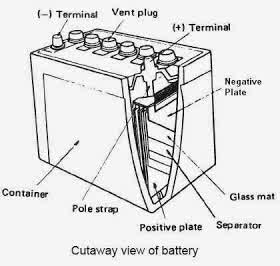 (−) Terminal
Vent plug
(+) Terminal
Negative
Plate
Container
Glass mat
Pole strap
Separator
Positive plate
Cutaway view of battery